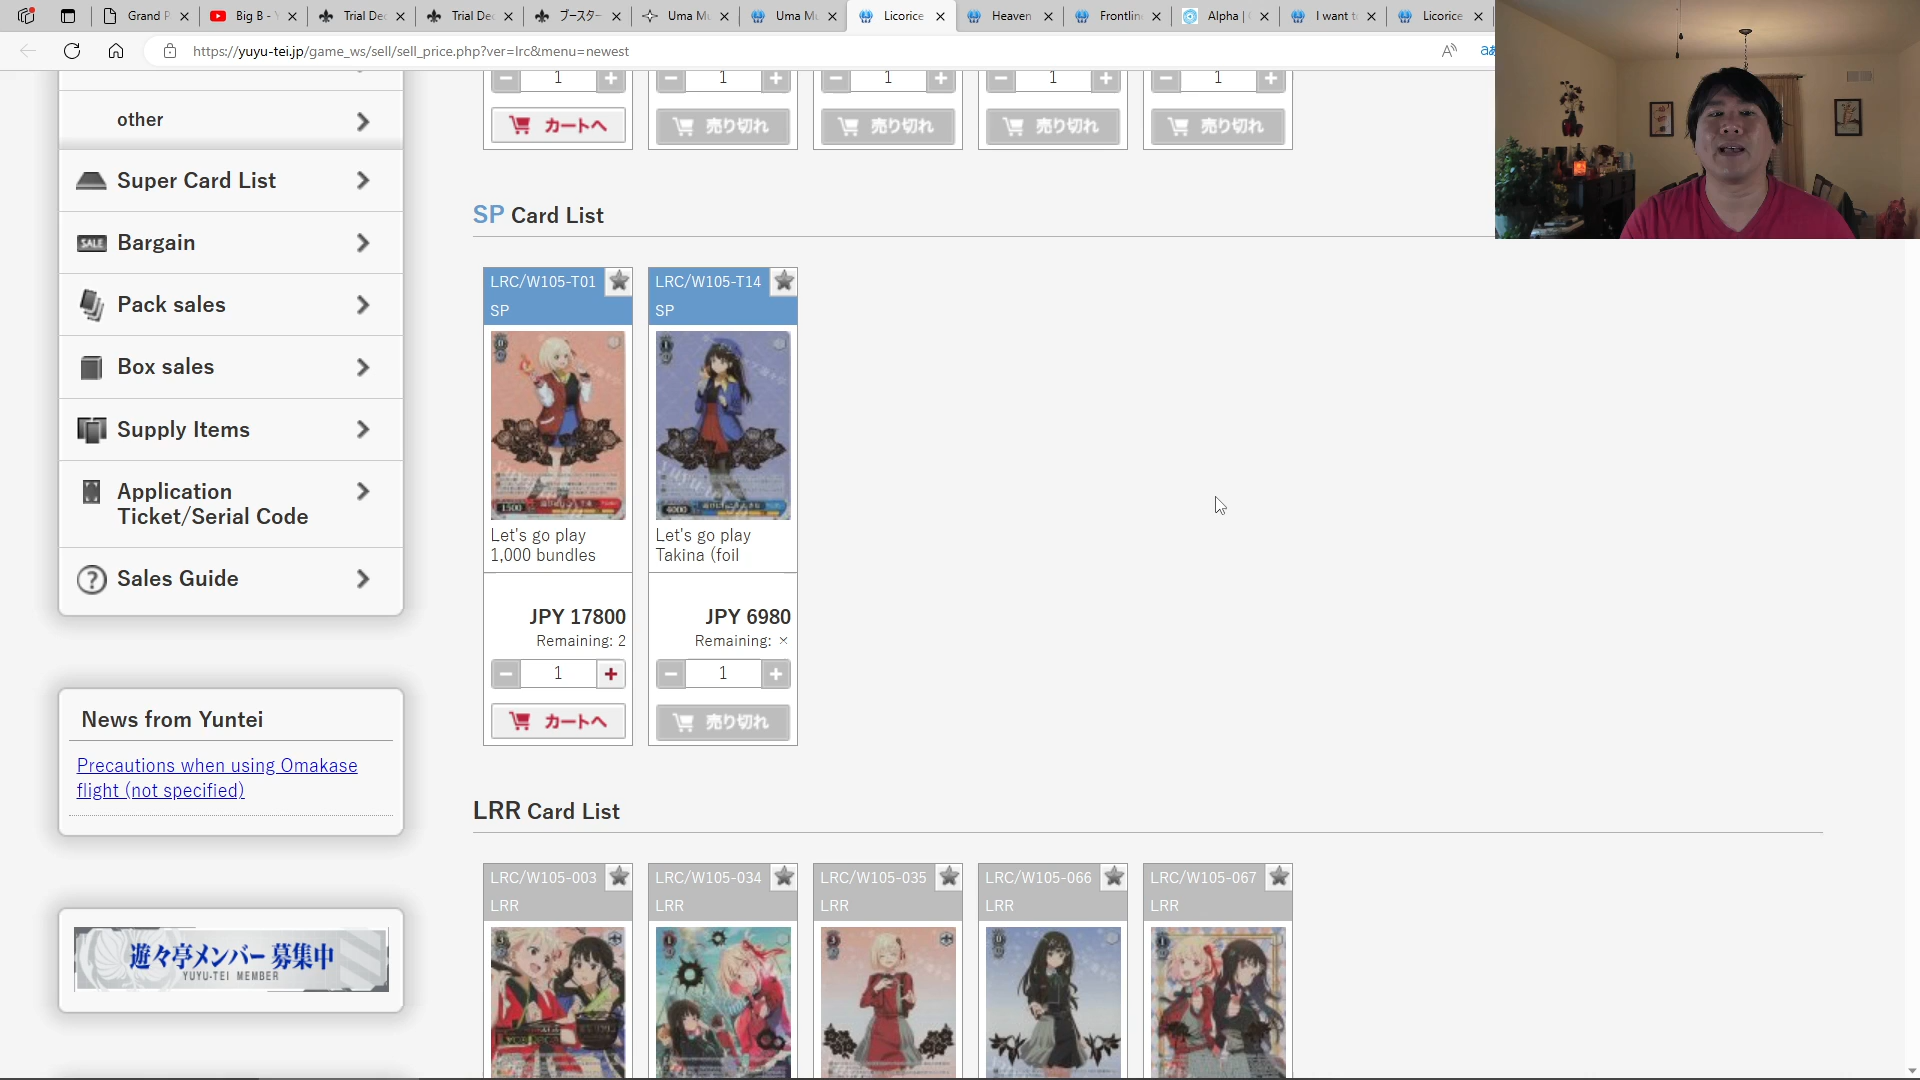 Grand P
Big B - Y
Trial Dec
Trial Dec
ブースター
Uma Mu
Uma Mu
Licorice
Heaven
Frontlin
Alpha |
I want t
Licorice
https://yuyu-tei.jp/game_ws/sell/sell_price.php?ver=lrc&menu=newest
1
1
1
1
1
カートへ
売り切れ
売り切れ
売り切れ
売り切れ
other
Super Card List
SALE Bargain
Pack sales
Box sales
Supply Items
Application
Ticket/Serial Code
Sales Guide
SP Card List
LRC/W105-T01
SP
LRC/W105-T14
SP
0
1500
4000
Let's go play
1,000 bundles
Let's go play
Takina (foil
JPY 17800
Remaining: 2
JPY 6980
Remaining: ×
1
1
カートへ
売り切れ
News from Yuntei
Precautions when using Omakase
flight (not specified)
遊々亭メンバー募集中
YUYU-TEI MEMBER
LRR Card List
LRC/W105-003
LRR
LRC/W105-034
LRR
LRC/W105-035
LRR
LRC/W105-066
LRR
LRC/W105-067
LRR